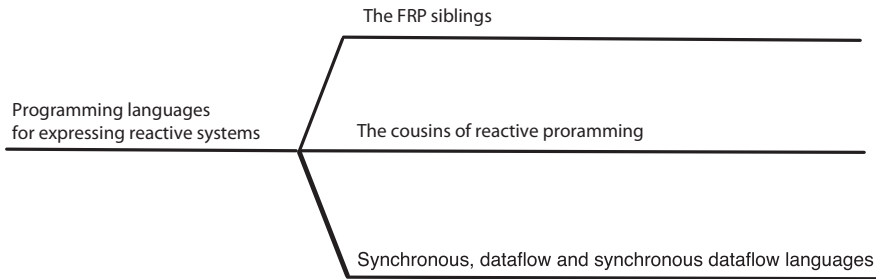 The FRP siblings
Programming languages
for expressing reactive systems
The cousins of reactive proramming
Synchronous, dataflow and synchronous dataflow languages